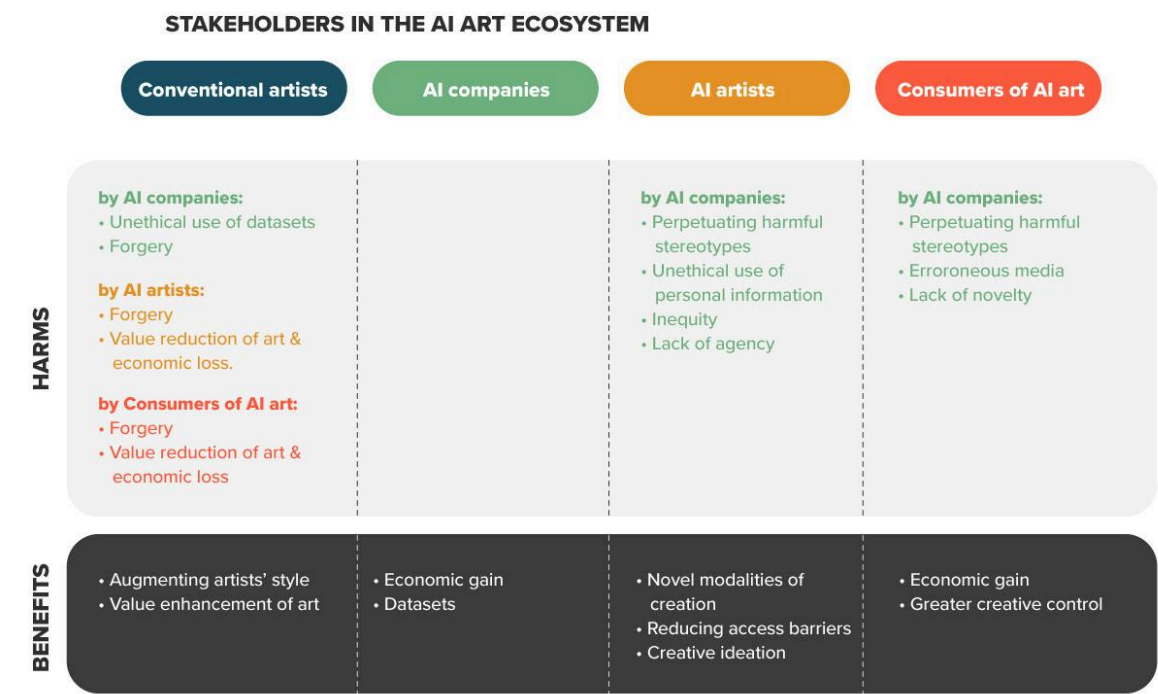 STAKEHOLDERS IN THE AI ART ECOSYSTEM
Conventional artists
AI companies
AI artists
Consumers of AI art
HARMS
by AI companies:
• Unethical use of datasets
• Forgery
by AI artists:
• Forgery
• Value reduction of art &
economic loss.
by Consumers of AI art:
• Forgery
• Value reduction of art &
economic loss
by AI companies:
• Perpetuating harmful
stereotypes
• Unethical use of
personal information
• Inequity
• Lack of agency
by AI companies:
• Perpetuating harmful
stereotypes
• Erroroneous media
• Lack of novelty
BENEFITS
• Augmenting artists’ style
• Value enhancement of art
• Economic gain
• Datasets
• Novel modalities of
creation
• Reducing access barriers
• Creative ideation
• Economic gain
• Greater creative control